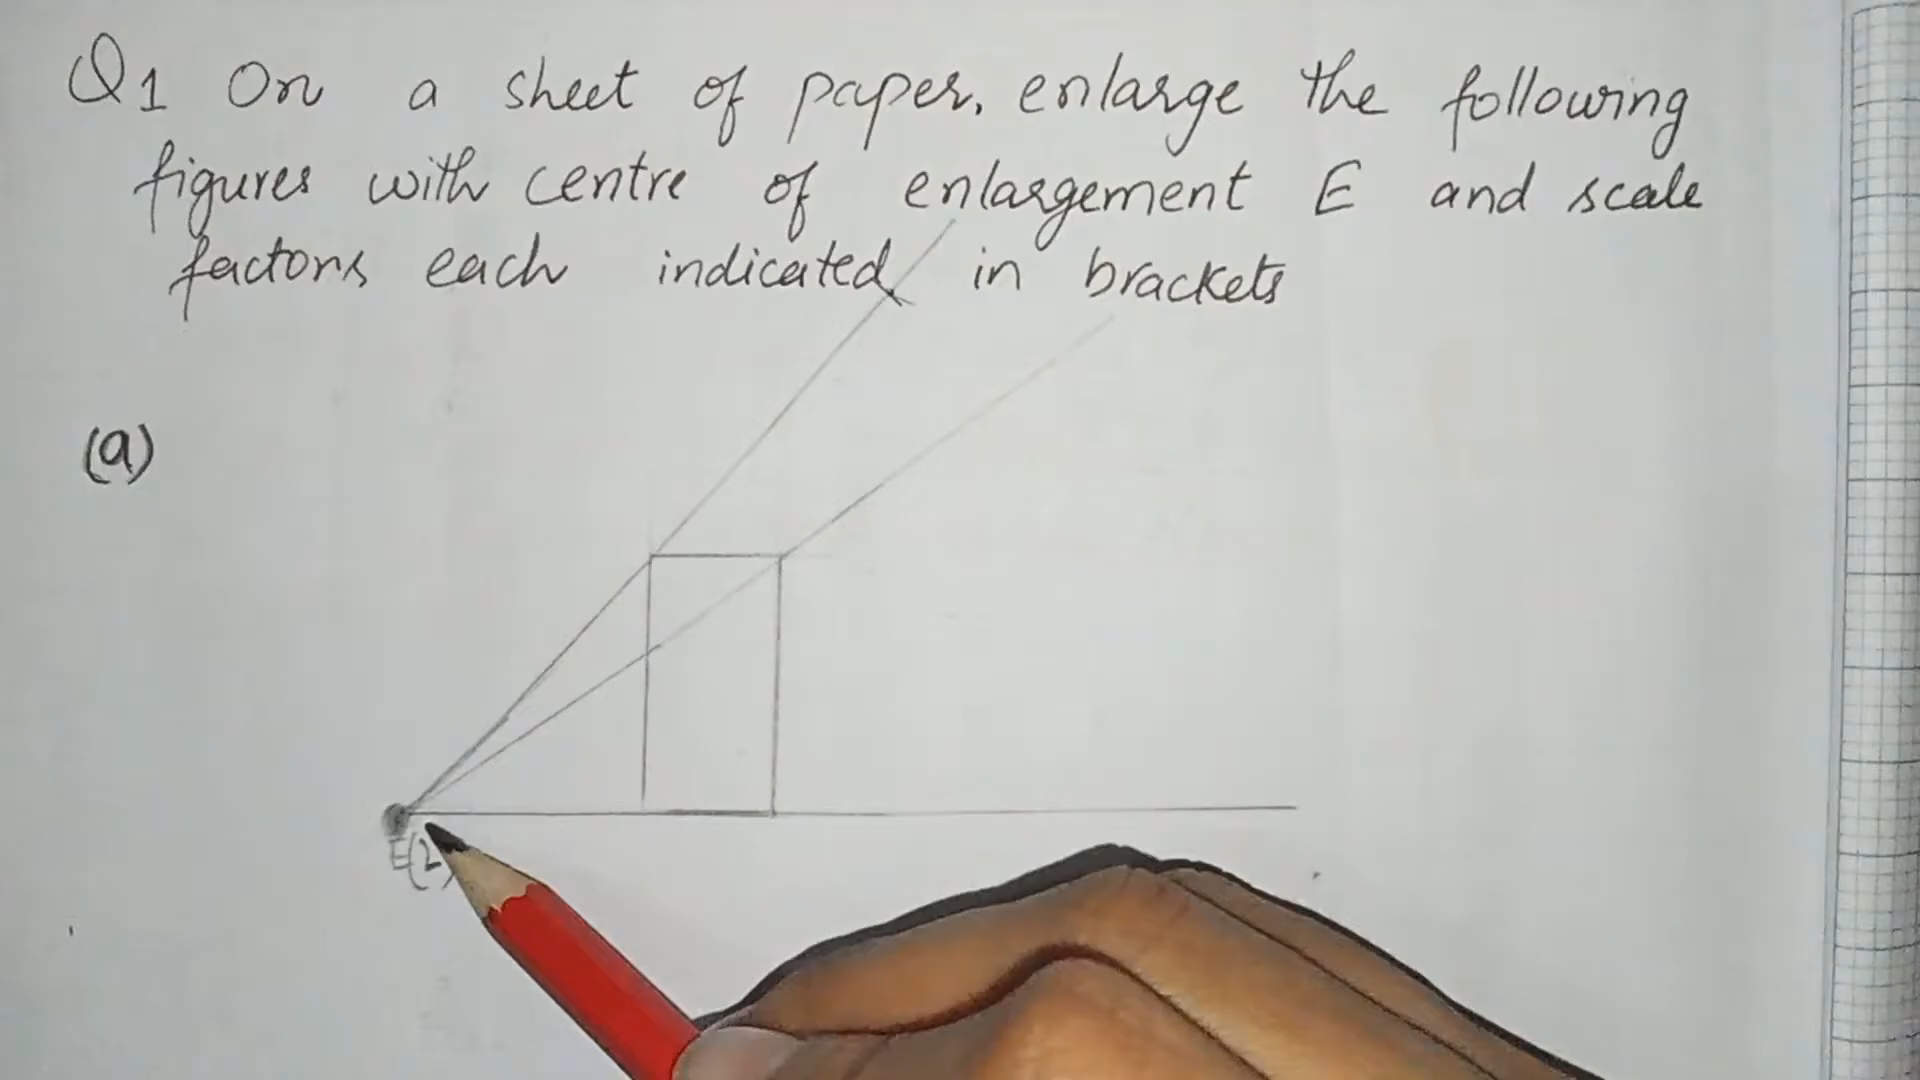 Q1 On a sheet of paper, enlarge the following
figures with centre of enlargement E and scale
factors each indicated in brackets
(a)
E(2)